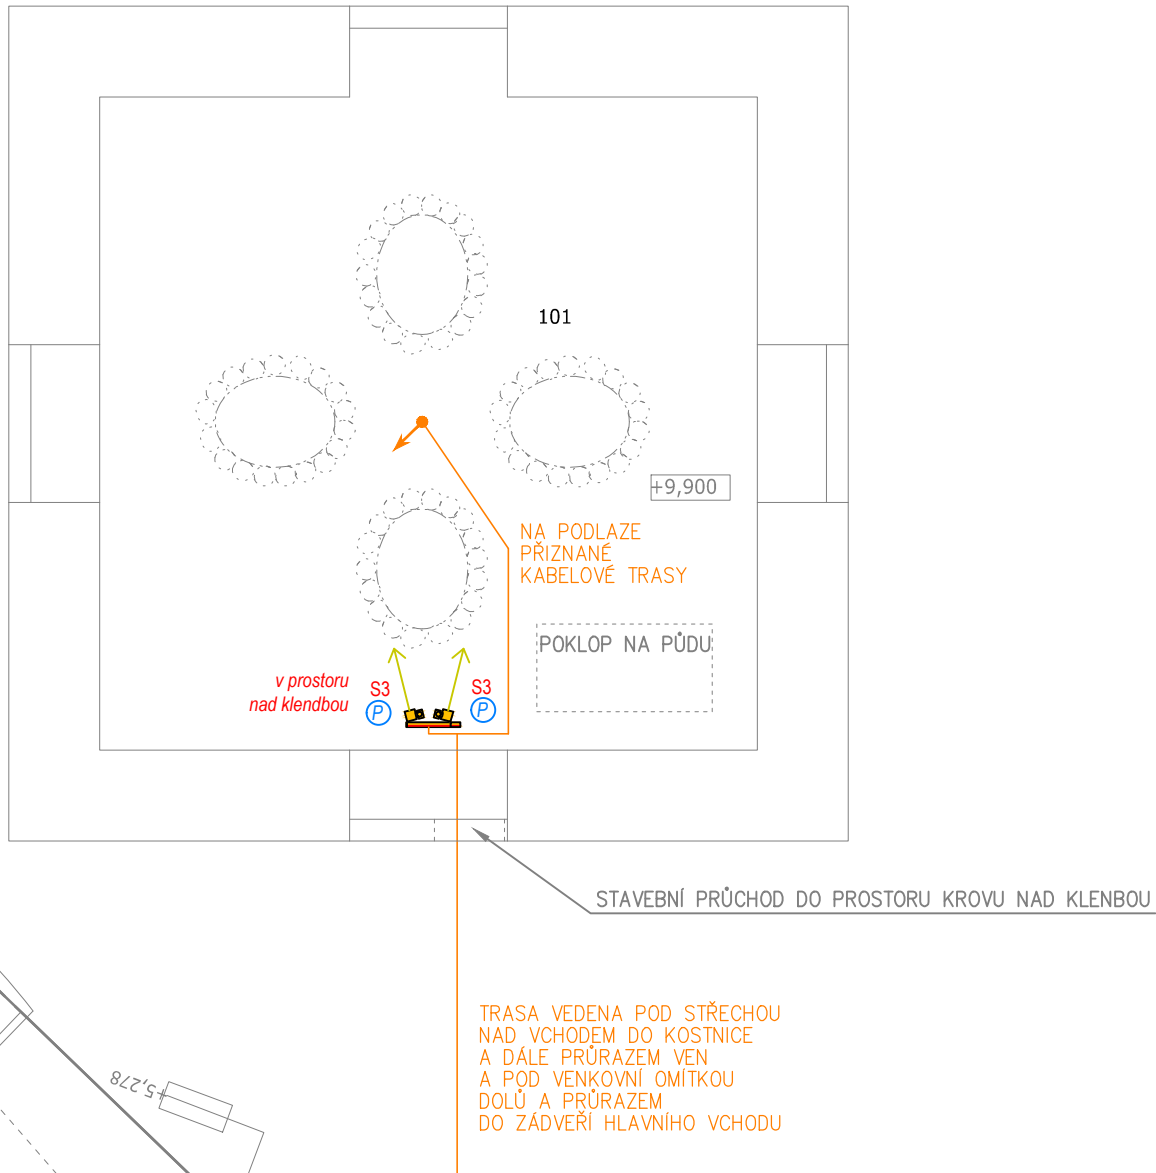 101
+9,900
NA PODLAZE
PŘIZNANÉ
KABELOVÉ TRASY
POKLOP NA PŮDU
v prostoru
nad klendbou
S3
P
S3
P
STAVEBNÍ PRŮCHOD DO PROSTORU KROVU NAD KLENBOU
TRASA VEDENA POD STŘECHOU
NAD VCHODEM DO KOSTNICE
A DÁLE PRŮRAZEM VEN
A POD VENKOVNÍ OMÍTKOU
DOLŮ A PRŮRAZEM
DO ZÁDVEŘÍ HLAVNÍHO VCHODU
+5,278